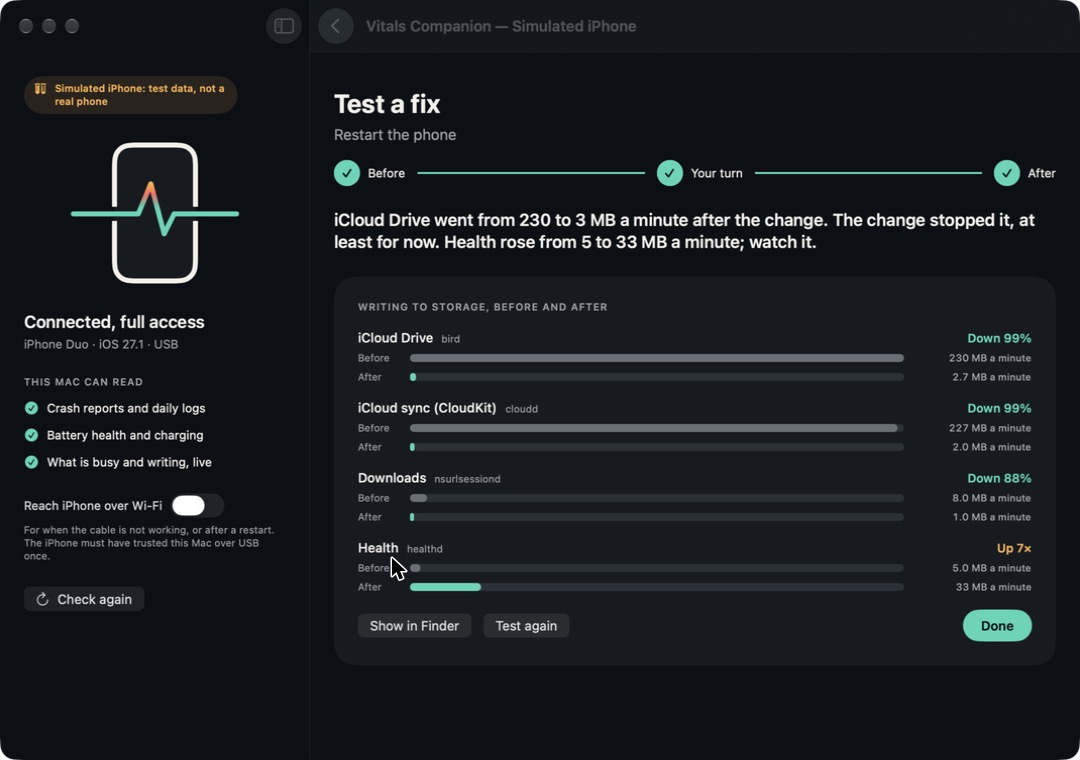 Vitals Companion — Simulated iPhone
Simulated iPhone: test data, not a
real phone
Connected, full access
iPhone Duo · iOS 27.1 · USB
THIS MAC CAN READ
Crash reports and daily logs
Battery health and charging
What is busy and writing, live
Reach iPhone over Wi-Fi
For when the cable is not working, or after a restart.
The iPhone must have trusted this Mac over USB
once.
Check again
Test a fix
Restart the phone
Before
Your turn
After
iCloud Drive went from 230 to 3 MB a minute after the change. The change stopped it, at
least for now. Health rose from 5 to 33 MB a minute; watch it.
WRITING TO STORAGE, BEFORE AND AFTER
iCloud Drive bird Down 99%
Before 230 MB a minute
After 2.7 MB a minute
iCloud sync (CloudKit) cloudd Down 99%
Before 227 MB a minute
After 2.0 MB a minute
Downloads nsurlsessiond Down 88%
Before 8.0 MB a minute
After 1.0 MB a minute
Health healthd Up 7×
Before 5.0 MB a minute
After 33 MB a minute
Show in Finder Test again Done